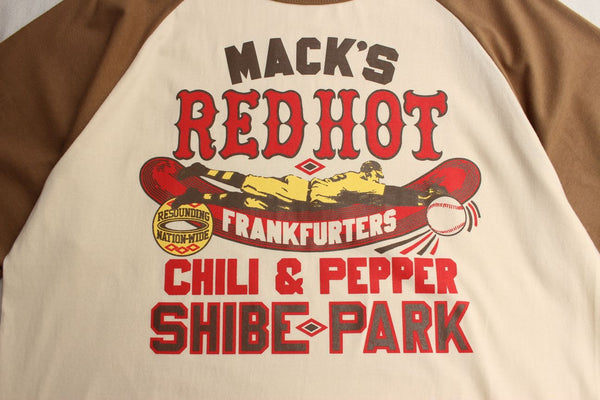 MACK'S
RED HOT
FRANKFURTERS
RESOUNDING
NATION-WIDE
CHILI & PEPPER
SHIBE PARK